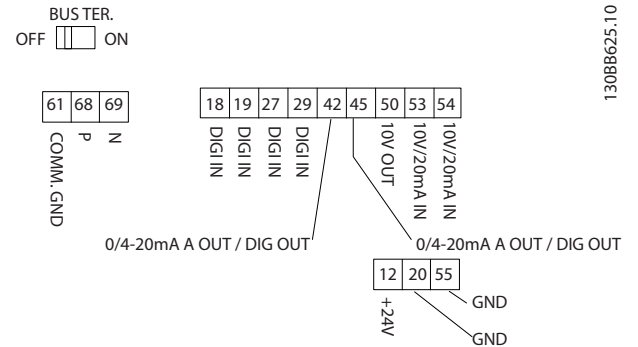 BUS TER.
OFF ON
130BB625.10
61 68 69
COMM. GND
P
N
18 19 27 29 42 45 50 53 54
DIGI IN
DIGI IN
DIGI IN
DIGI IN
10V OUT
10V/20mA IN
10V/20mA IN
0/4-20mA A OUT / DIG OUT
0/4-20mA A OUT / DIG OUT
12 20 55
+24V
GND
GND